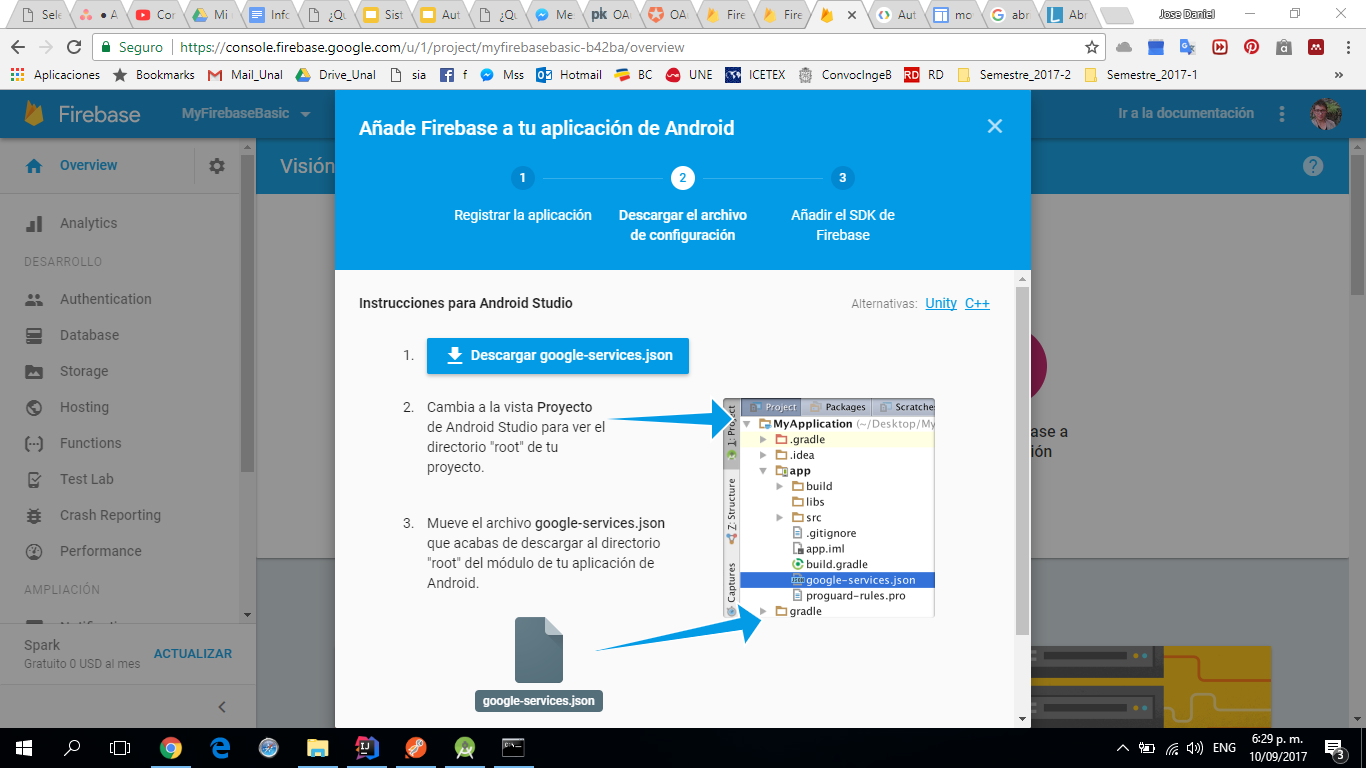 Sele
● A
Cor
Mi
Info
¿Qu
Sist
Aut
¿Qu
Me
pk OA
OA
Fire
Fire
Aut
mo
abr
Abr
Jose Daniel
Seguro
https://console.firebase.google.com/u/1/project/myfirebasebasic-b42ba/overview
Aplicaciones
Bookmarks
Mail_Unal
Drive_Unal
sia
f
Mss
Hotmail
BC
UNE
ICETEX
ConvocIngeB
RD RD
Semestre_2017-2
Semestre_2017-1
»
Firebase
MyFirebaseBasic
Ir a la documentación
Overview
Visión
Analytics
DESARROLLO
Authentication
Database
Storage
Hosting
Functions
Test Lab
Crash Reporting
Performance
AMPLIACIÓN
Spark
Gratuito 0 USD al mes
ACTUALIZAR
Añade Firebase a tu aplicación de Android
1
2
3
Registrar la aplicación
Descargar el archivo
de configuración
Añadir el SDK de
Firebase
Instrucciones para Android Studio
Alternativas: Unity C++
1. Descargar google-services.json
2. Cambia a la vista Proyecto
de Android Studio para ver el
directorio "root" de tu
proyecto.
3. Mueve el archivo google-services.json
que acabas de descargar al directorio
"root" del módulo de tu aplicación de
Android.
google-services.json
Project
Packages
Scratches
1: Project
7: Structure
Captures
MyApplication (~/Desktop/My
.gradle
.idea
app
build
libs
src
.gitignore
app.iml
build.gradle
google-services.json
proguard-rules.pro
gradle
ase a
ión
ENG
6:29 p. m.
10/09/2017
3